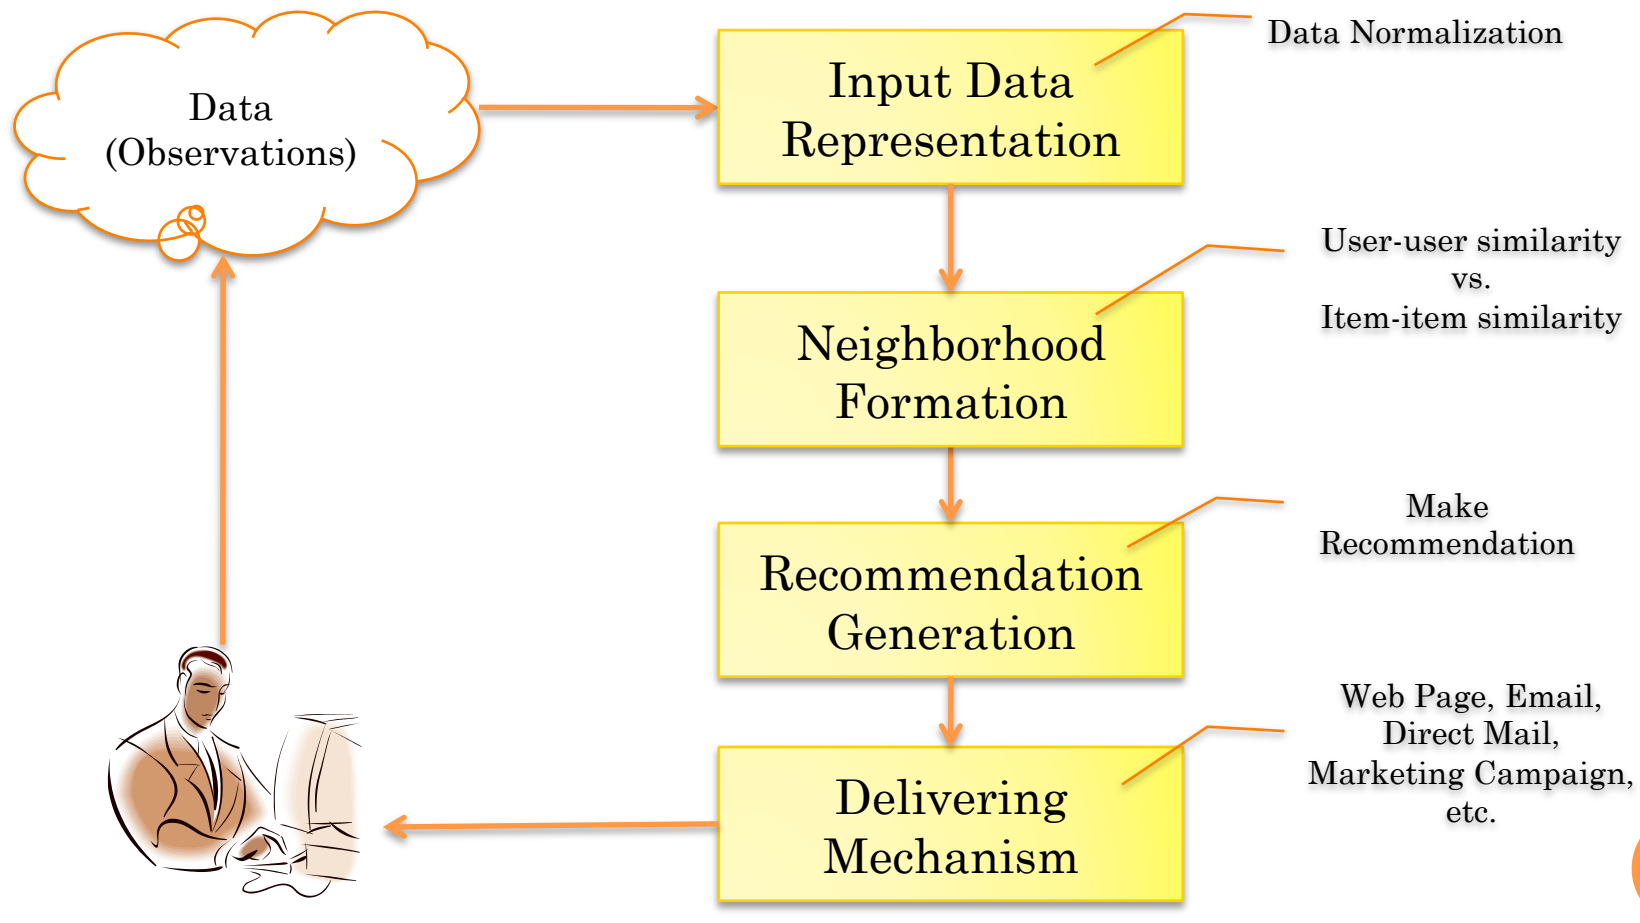 Data
(Observations)
Input Data
Representation
Data Normalization
Neighborhood
Formation
User-user similarity
vs.
Item-item similarity
Recommendation
Generation
Make
Recommendation
Delivering
Mechanism
Web Page, Email,
Direct Mail,
Marketing Campaign,
etc.